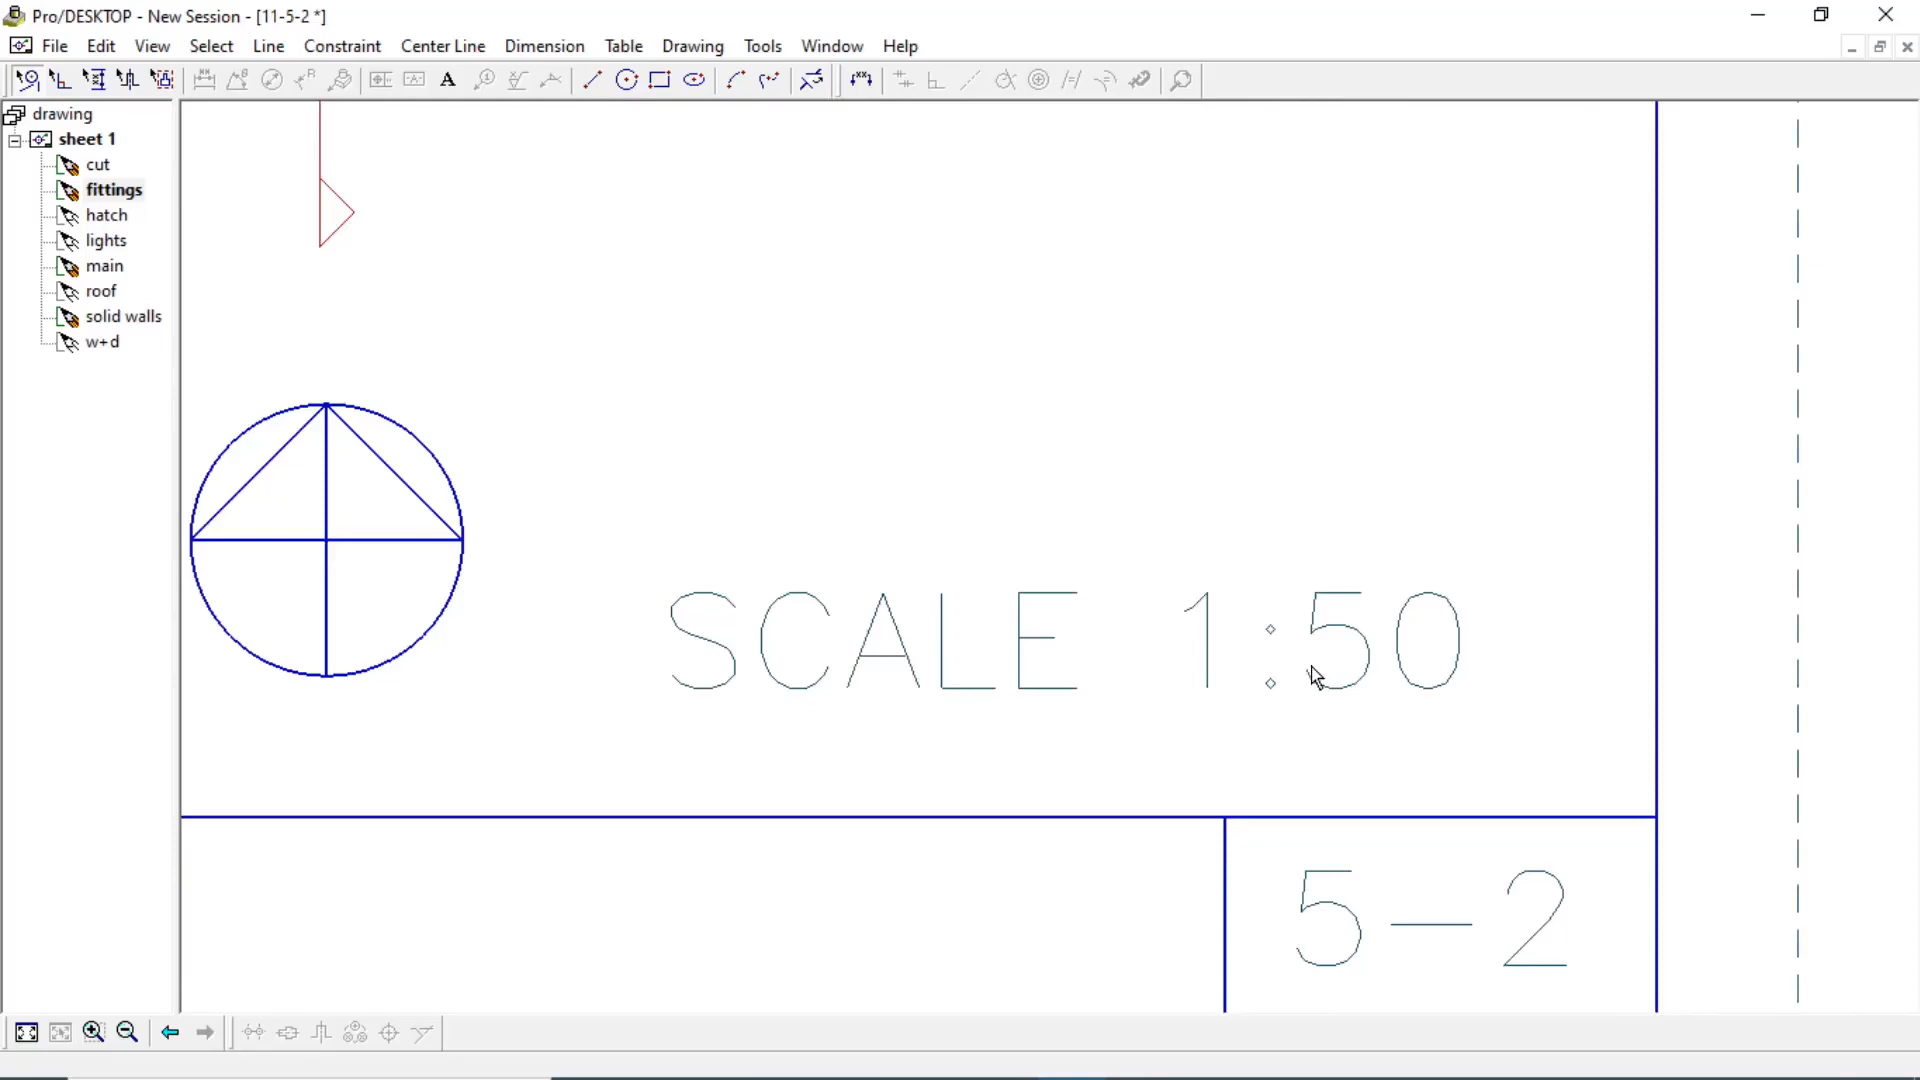 Pro/DESKTOP - New Session - [11-5-2 *]
File Edit View Select Line Constraint Center Line Dimension Table Drawing Tools Window Help
drawing
sheet 1
cut
fittings
hatch
lights
main
roof
solid walls
w+d
SCALE 1:50
5-2